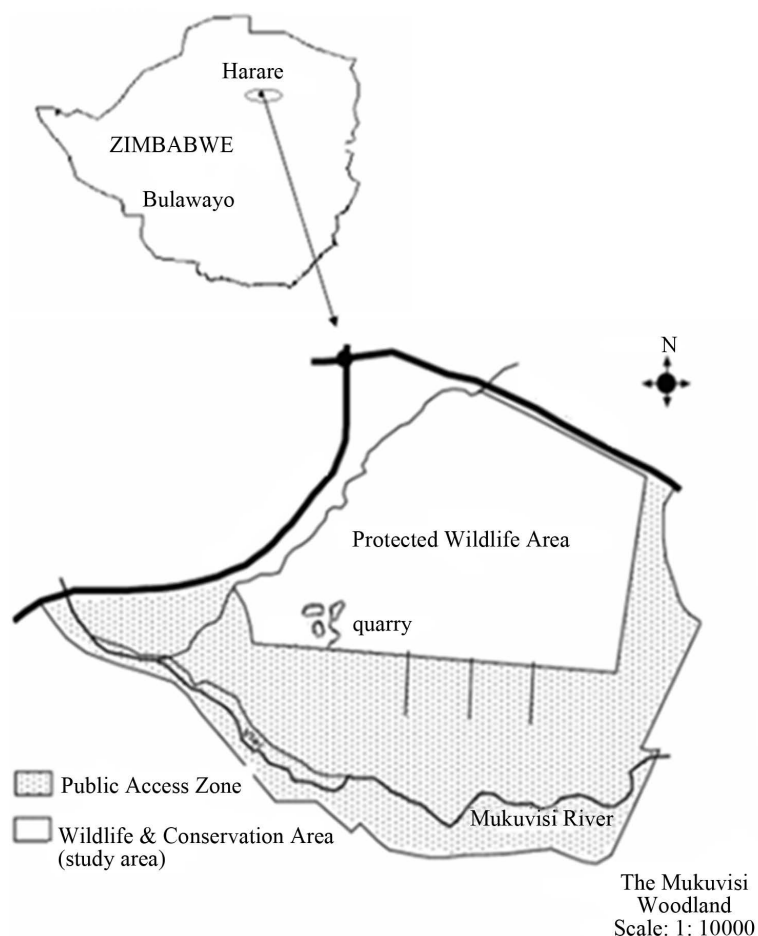 Harare
ZIMBABWE
Bulawayo
N
Protected Wildlife Area
quarry
Public Access Zone
Mukuvisi River
Wildlife & Conservation Area
(study area)
The Mukuvisi
Woodland
Scale: 1: 10000